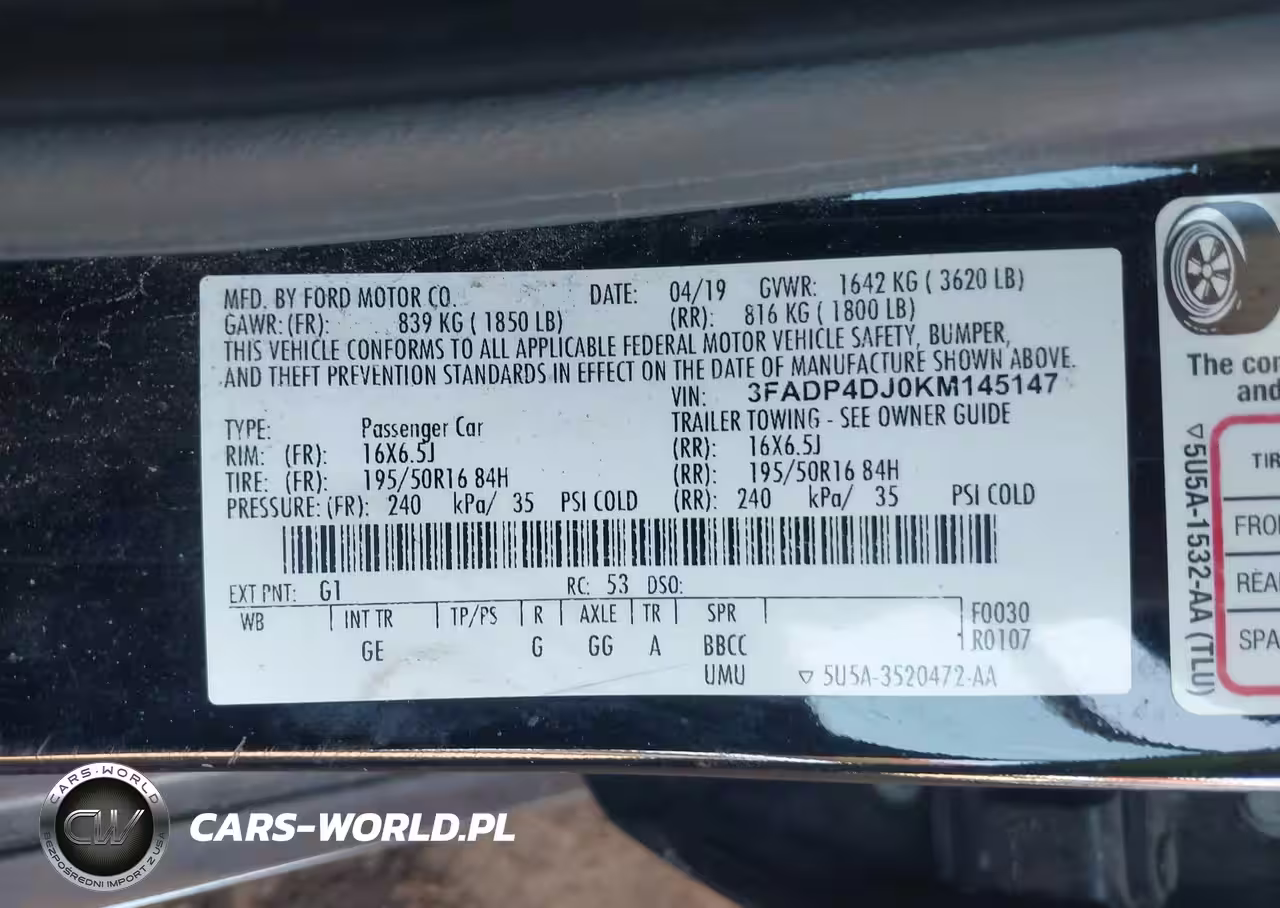 MFD. BY FORD MOTOR CO. DATE: 04/19 GVWR: 1642 KG ( 3620 LB)
GAWR: (FR): 839 KG ( 1850 LB) (RR): 816 KG ( 1800 LB)
THIS VEHICLE CONFORMS TO ALL APPLICABLE FEDERAL MOTOR VEHICLE SAFETY, BUMPER,
AND THEFT PREVENTION STANDARDS IN EFFECT ON THE DATE OF MANUFACTURE SHOWN ABOVE.
VIN: 3FADP4DJ0KM145147
TYPE: Passenger Car TRAILER TOWING - SEE OWNER GUIDE
RIM: (FR): 16X6.5J (RR): 16X6.5J
TIRE: (FR): 195/50R16 84H (RR): 195/50R16 84H
PRESSURE: (FR): 240 kPa/ 35 PSI COLD (RR): 240 kPa/ 35 PSI COLD
EXT PNT: G1 RC: 53 DSO:
WB INT TR TP/PS R AXLE TR SPR F0030
GE G GG A BBCC R0107
UMU ▽ 5U5A-3520472-AA
The
and
▽5U5A-1532-AA (TLU)
SPA
CARS-WORLD
CW
BEZPOŚREDNI IMPORT Z USA
CARS-WORLD.PL